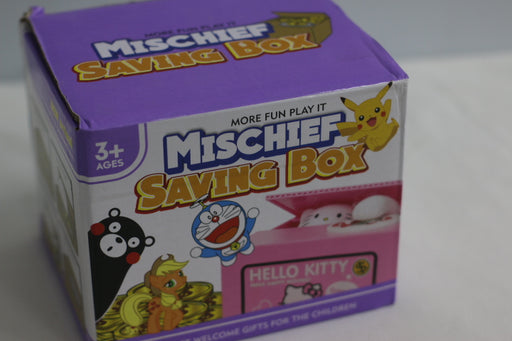 MORE FUN PLAY IT
MISCHIEF
SAVING BOX
MORE FUN PLAY IT
MISCHIEF
SAVING BOX
3+
AGES
HELLO KITTY
WELCOME GIFTS FOR THE CHILDREN